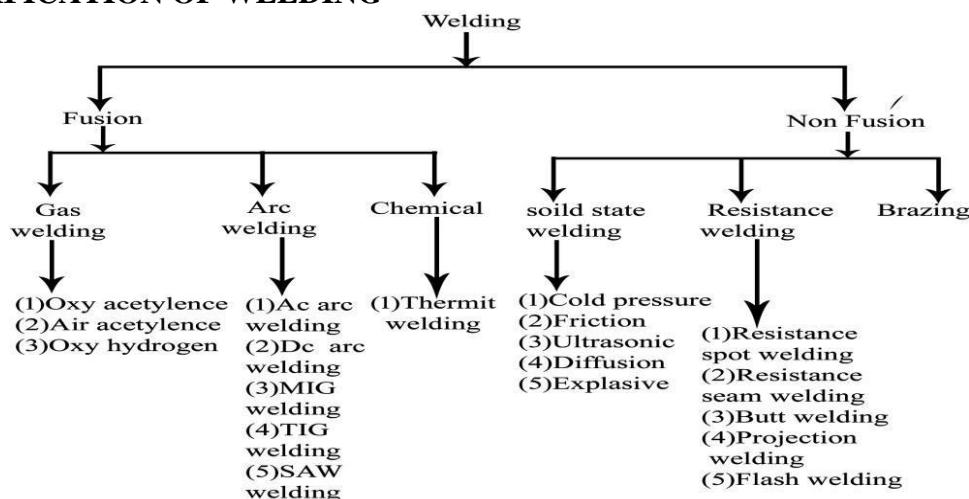 CLASSIFICATION OF WELDING
Welding
Fusion
Non Fusion
Gas
welding
Arc
welding
Chemical
soild state
welding
Resistance
welding
Brazing
(1)Oxy acetylence
(2)Air acetylence
(3)Oxy hydrogen
(1)Ac arc
welding
(2)Dc arc
welding
(3)MIG
welding
(4)TIG
welding
(5)SAW
welding
(1)Thermit
welding
(1)Cold pressure
(2)Friction
(3)Ultrasonic
(4)Diffusion
(5)Explasive
(1)Resistance
spot welding
(2)Resistance
seam welding
(3)Butt welding
(4)Projection
welding
(5)Flash welding